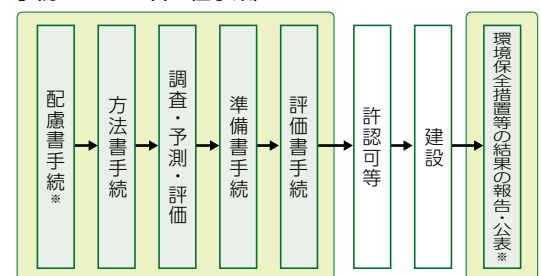 配慮書手続※
方法書手続
調査・予測・評価
準備書手続
評価書手続
許認可等
建設
環境保全措置等の結果の報告・公表※